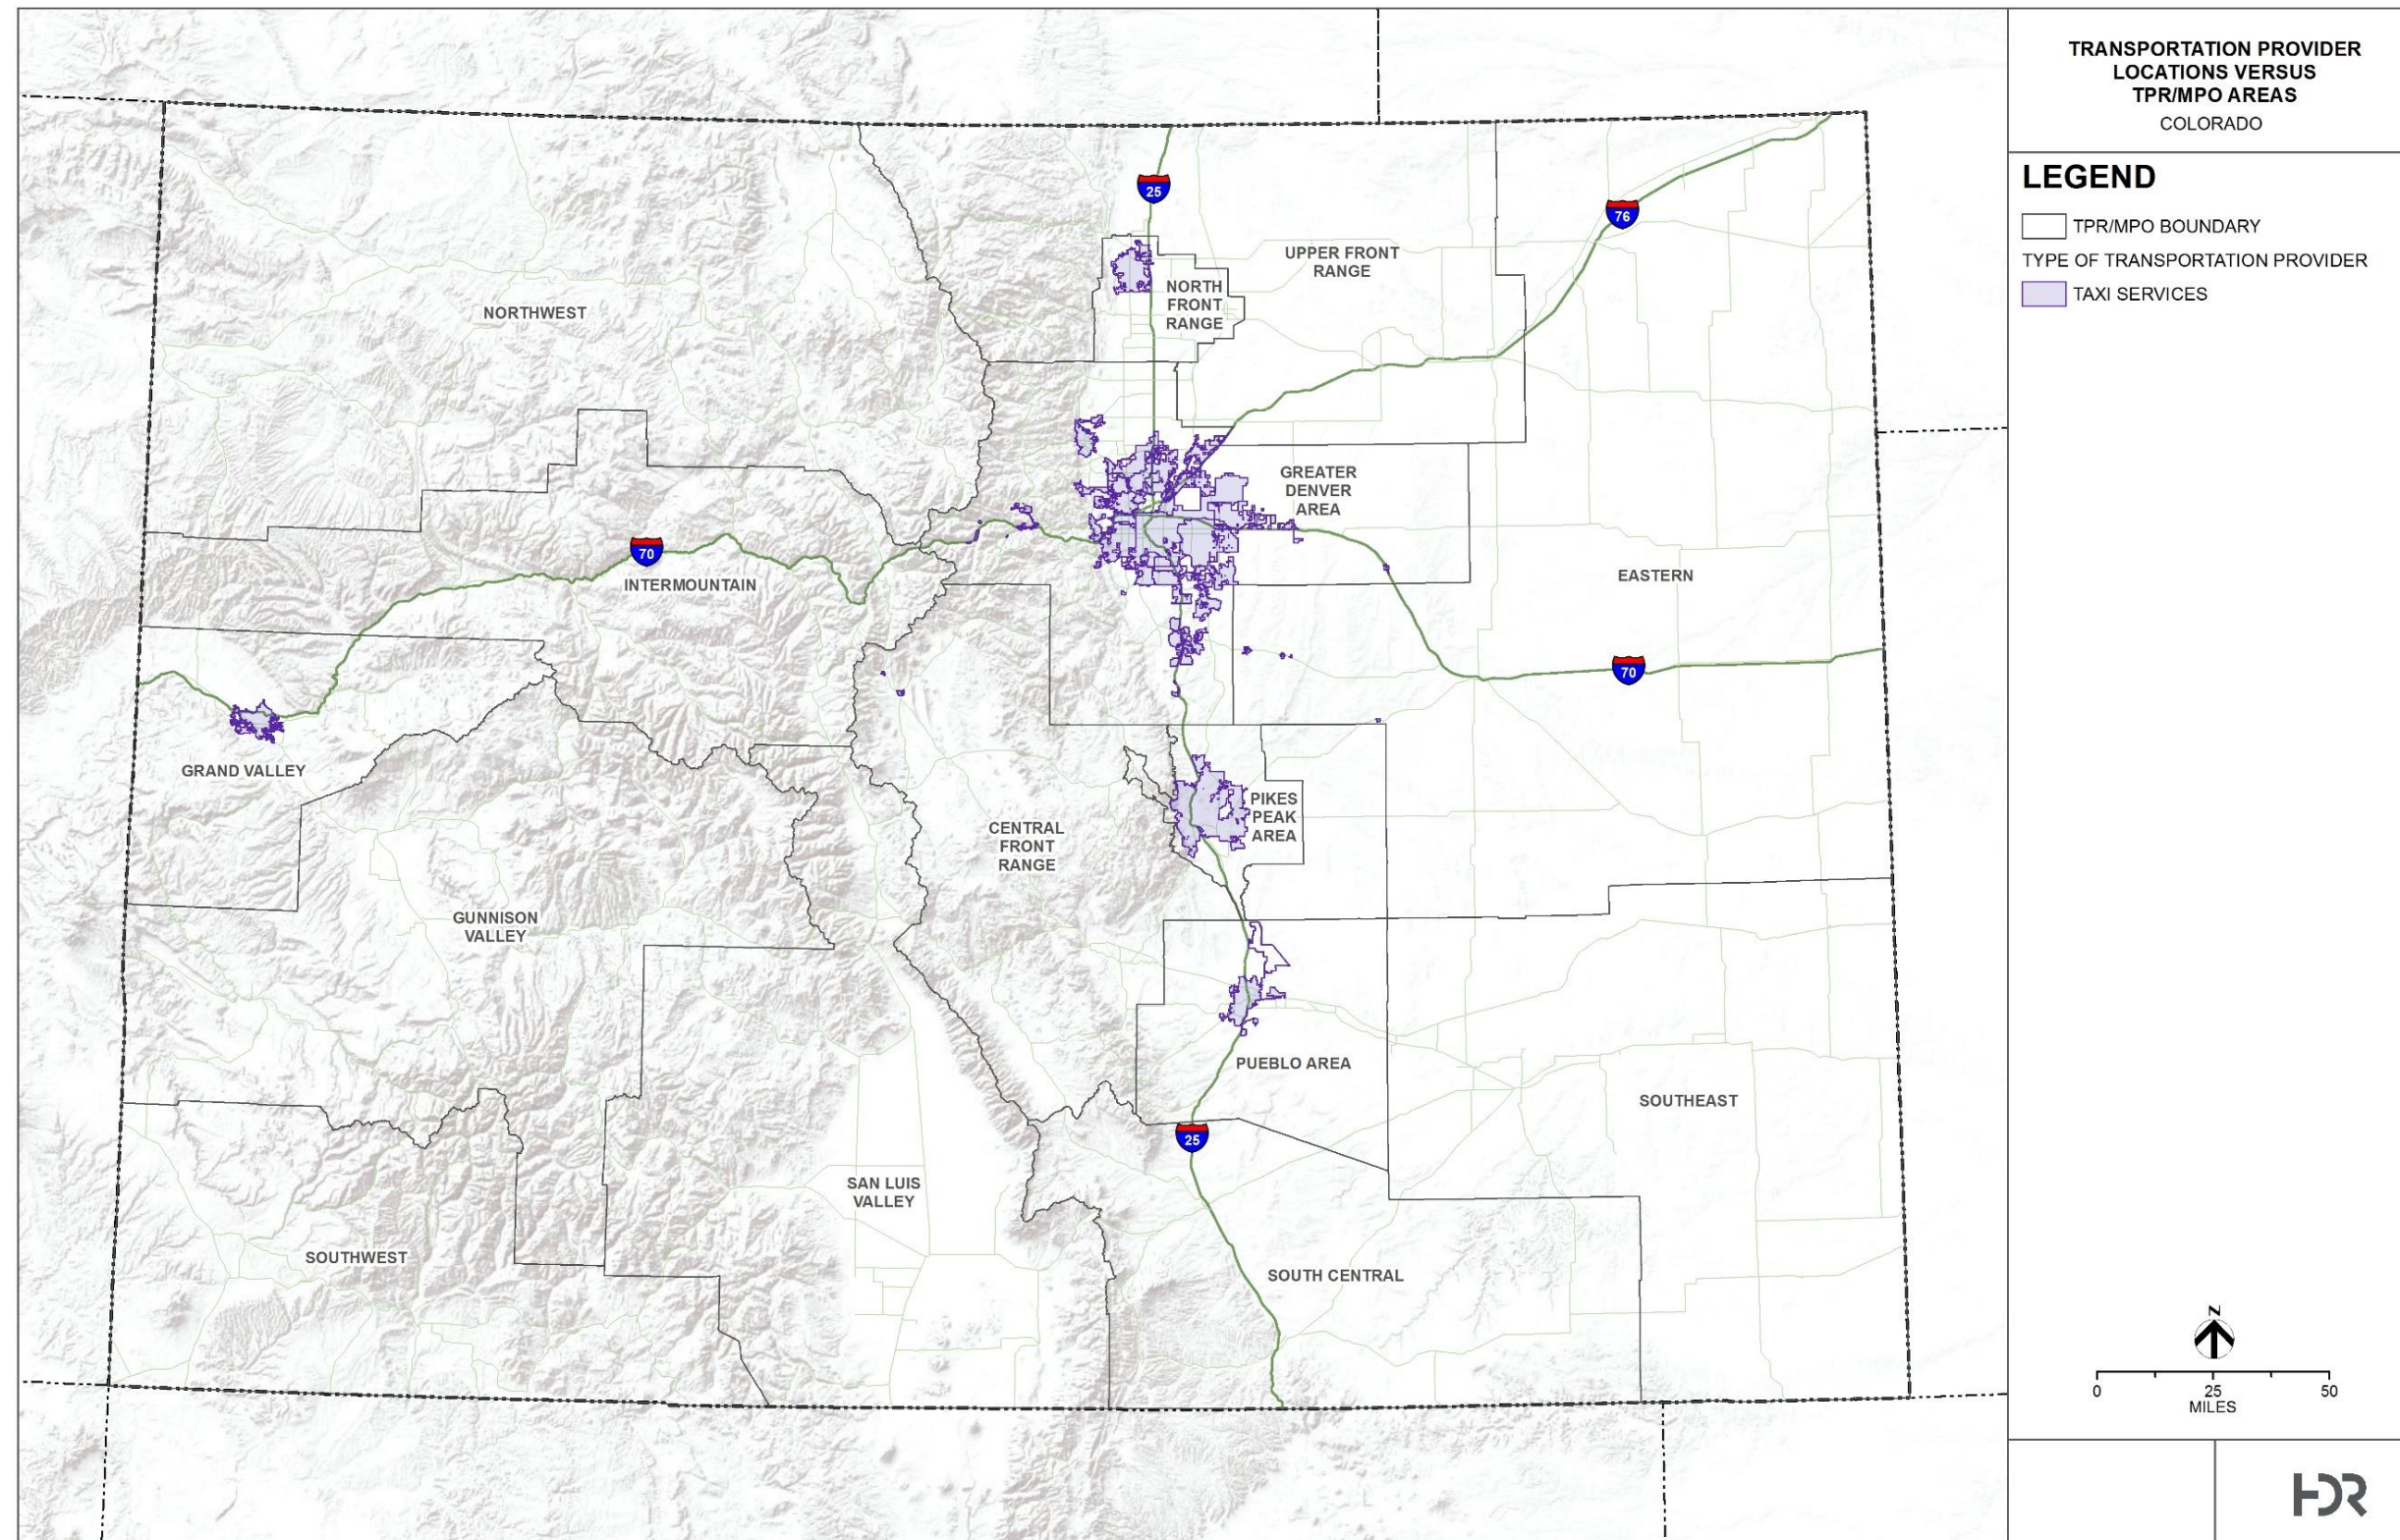 TRANSPORTATION PROVIDER
LOCATIONS VERSUS
TPR/MPO AREAS
COLORADO
LEGEND
TPR/MPO BOUNDARY
TYPE OF TRANSPORTATION PROVIDER
TAXI SERVICES
25
76
UPPER FRONT
RANGE
NORTH
FRONT
RANGE
NORTHWEST
GREATER
DENVER
AREA
70
INTERMOUNTAIN
EASTERN
70
GRAND VALLEY
PIKES
PEAK
AREA
CENTRAL
FRONT
RANGE
GUNNISON
VALLEY
PUEBLO AREA
SOUTHEAST
25
SAN LUIS
VALLEY
SOUTHWEST
SOUTH CENTRAL
N
0 25 50
MILES
HDR